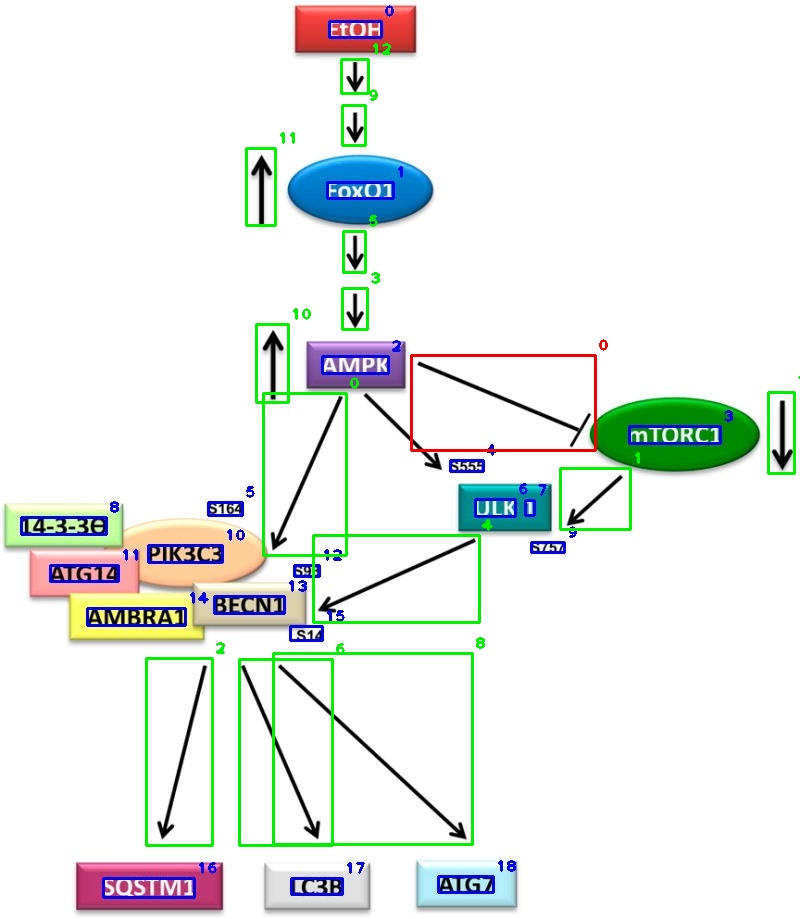 0
EtOH
12
9
11
1
FoxO1
5
3
10
2
AMPK
0
0
3
mTORC1
1
4
S555
5
S164
6 7
ULK 1
4
9
S757
8
14-3-3Θ
10
PIK3C3
11
ATG14
12
S93
13
BECN1
14
AMBRA1
15
S14
2
6
8
16
SQSTM1
17
LC3B
18
ATG7